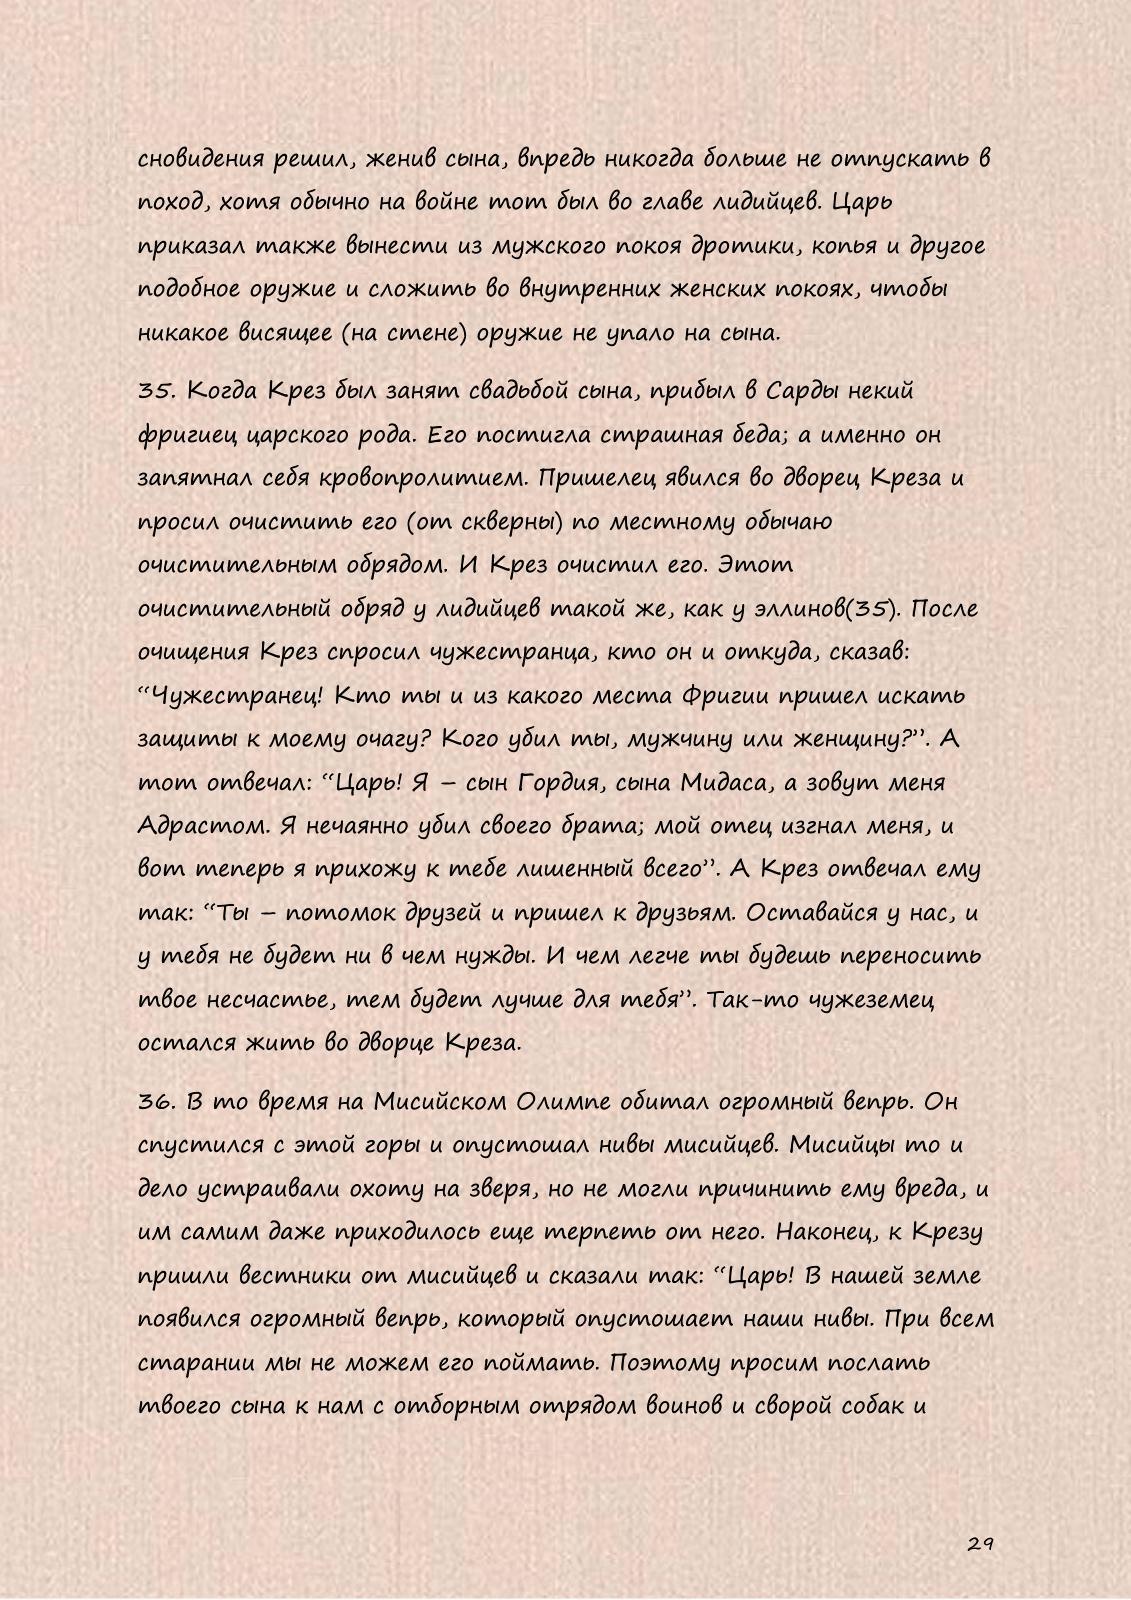 сновидения решил, женив сына, впредь никогда больше не отпускать в
поход, хотя обычно на войне тот был во главе лидийцев. Царь
приказал также вынести из мужского покоя дротики, копья и другое
подобное оружие и сложить во внутренних женских покоях, чтобы
никакое висящее (на стене) оружие не упало на сына.
35. Когда Крез был занят свадьбой сына, прибыл в Сарды некий
фригиец царского рода. Его постигла страшная беда; а именно он
запятнал себя кровопролитием. Пришелец явился во дворец Креза и
просил очистить его (от скверны) по местному обычаю
очистительным обрядом. И Крез очистил его. Этот
очистительный обряд у лидийцев такой же, как у эллинов(35). После
очищения Крез спросил чужестранца, кто он и откуда, сказав:
“Чужестранец! Кто ты и из какого места Фригии пришел искать
защиты к моему очагу? Кого убил ты, мужчину или женщину?”. А
тот отвечал: “Царь! Я – сын Гордия, сына Мидаса, а зовут меня
Адрастом. Я нечаянно убил своего брата; мой отец изгнал меня, и
вот теперь я прихожу к тебе лишенный всего”. А Крез отвечал ему
так: “Ты – потомок друзей и пришел к друзьям. Оставайся у нас, и
у тебя не будет ни в чем нужды. И чем легче ты будешь переносить
твое несчастье, тем будет лучше для тебя”. Так-то чужеземец
остался жить во дворце Креза.
36. В то время на Мисийском Олимпе обитал огромный вепрь. Он
спустился с этой горы и опустошал нивы мисийцев. Мисийцы то и
дело устраивали охоту на зверя, но не могли причинить ему вреда, и
им самим даже приходилось еще терпеть от него. Наконец, к Крезу
пришли вестники от мисийцев и сказали так: “Царь! В нашей земле
появился огромный вепрь, который опустошает наши нивы. При всем
старании мы не можем его поймать. Поэтому просим послать
твоего сына к нам с отборным отрядом воинов и сворой собак и
29